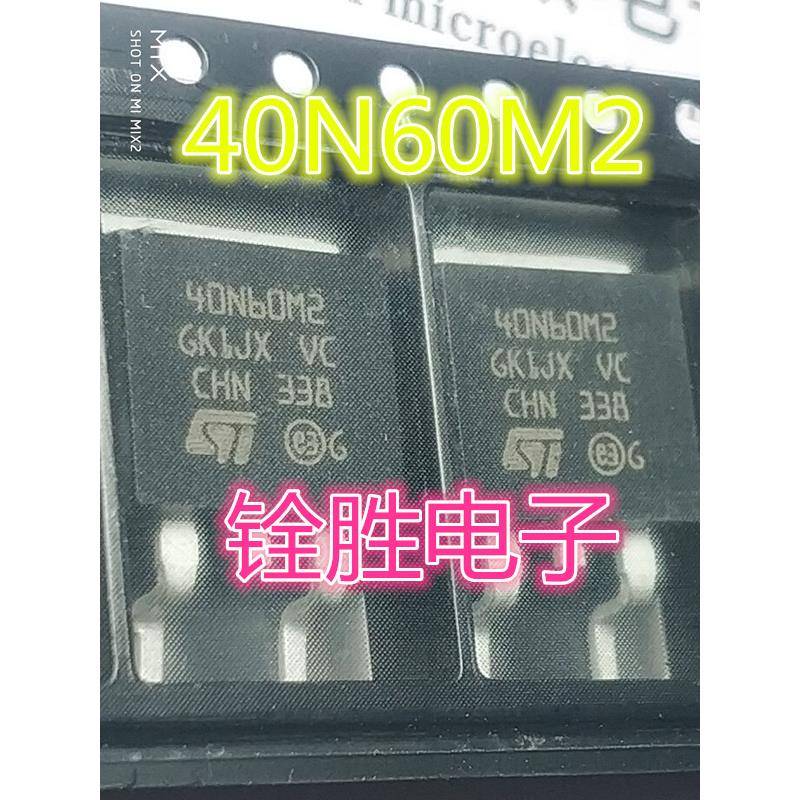 microelec
MIX
SHOT ON MI MIX2
40N60M2
40N60M2
GK1JX VC
CHN 338
ST e3 G
40N60M2
GK1JX VC
CHN 338
ST e3 G
铨胜电子